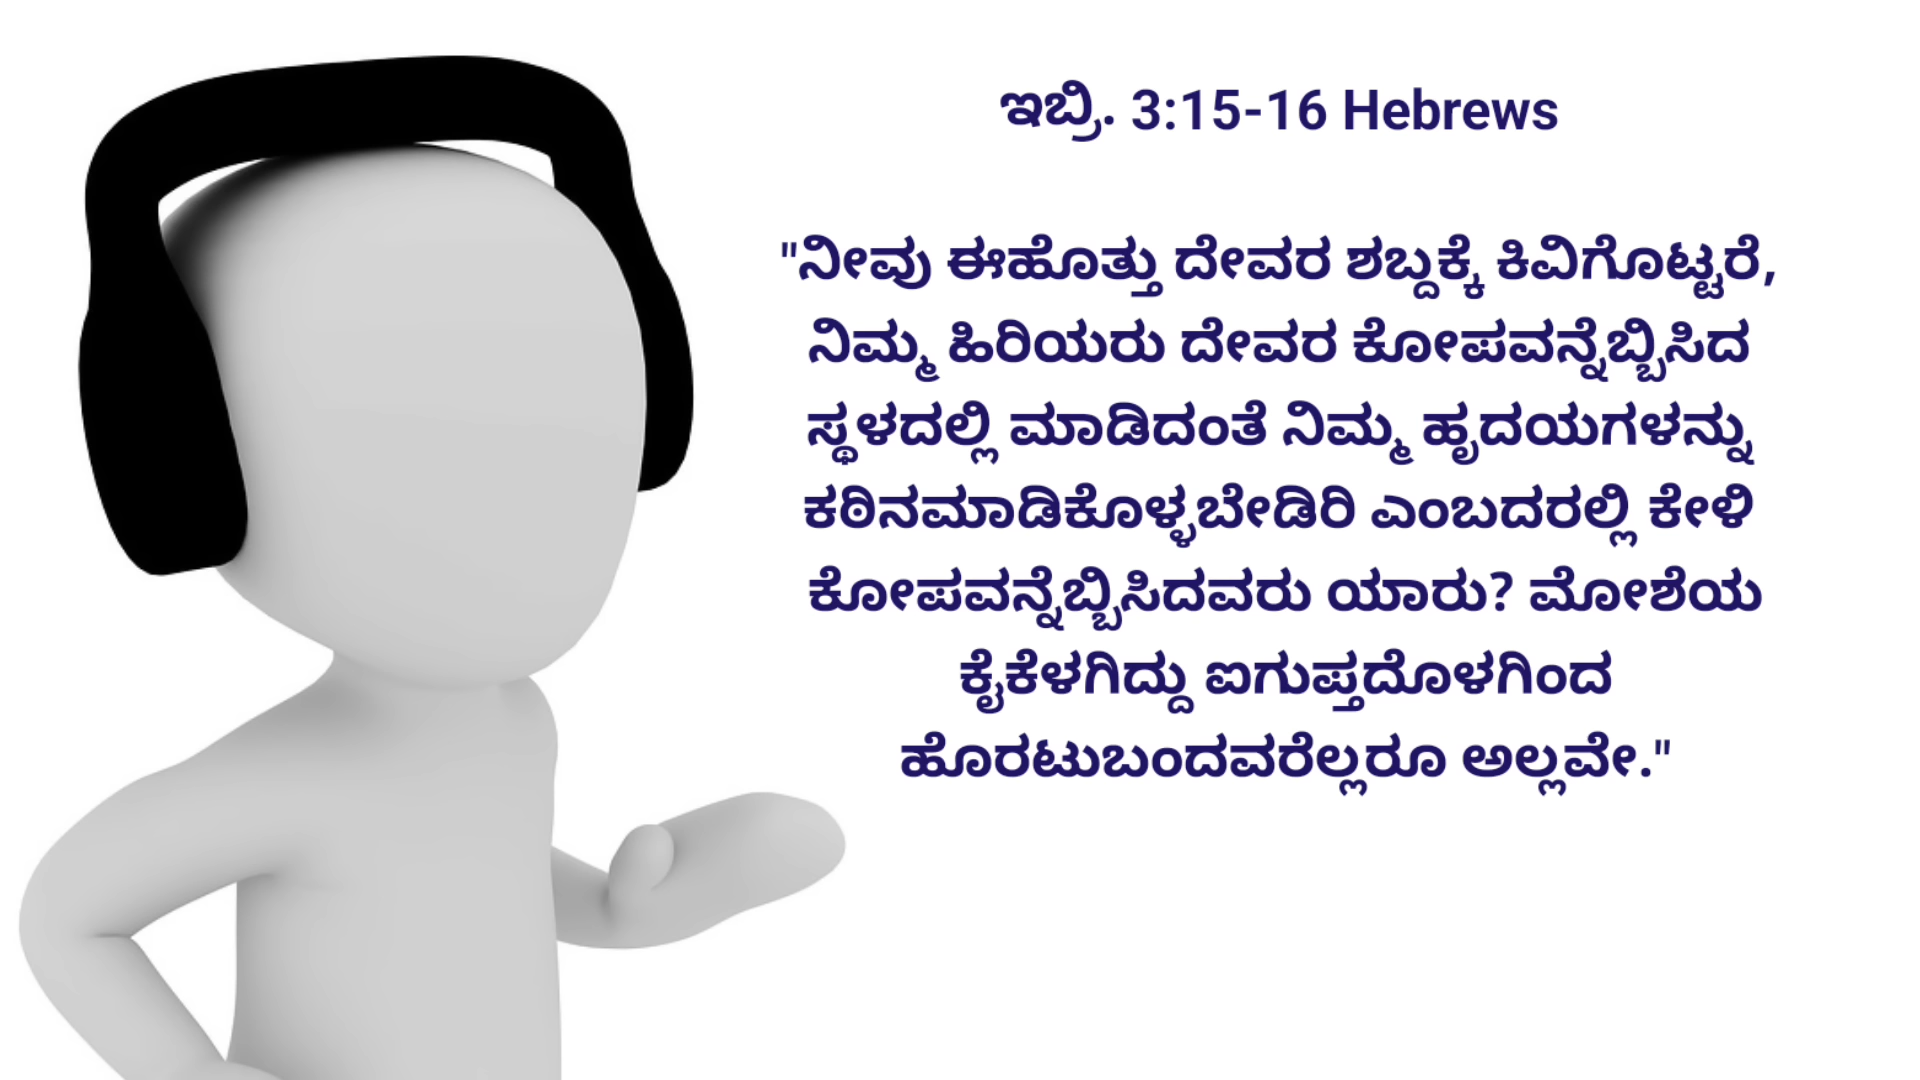 ಇಬ್ರಿ. 3:15-16 Hebrews
"ನೀವು ಈಹೊತ್ತು ದೇವರ ಶಬ್ದಕ್ಕೆ ಕಿವಿಗೊಟ್ಟರೆ,
ನಿಮ್ಮ ಹಿರಿಯರು ದೇವರ ಕೋಪವನ್ನೆಬ್ಬಿಸಿದ
ಸ್ಥಳದಲ್ಲಿ ಮಾಡಿದಂತೆ ನಿಮ್ಮ ಹೃದಯಗಳನ್ನು
ಕಠಿನಮಾಡಿಕೊಳ್ಳಬೇಡಿರಿ ಎಂಬದರಲ್ಲಿ ಕೇಳಿ
ಕೋಪವನ್ನೆಬ್ಬಿಸಿದವರು ಯಾರು? ಮೋಶೆಯ
ಕೈಕೆಳಗಿದ್ದು ಐಗುಪ್ತದೊಳಗಿಂದ
ಹೊರಟುಬಂದವರೆಲ್ಲರೂ ಅಲ್ಲವೇ."